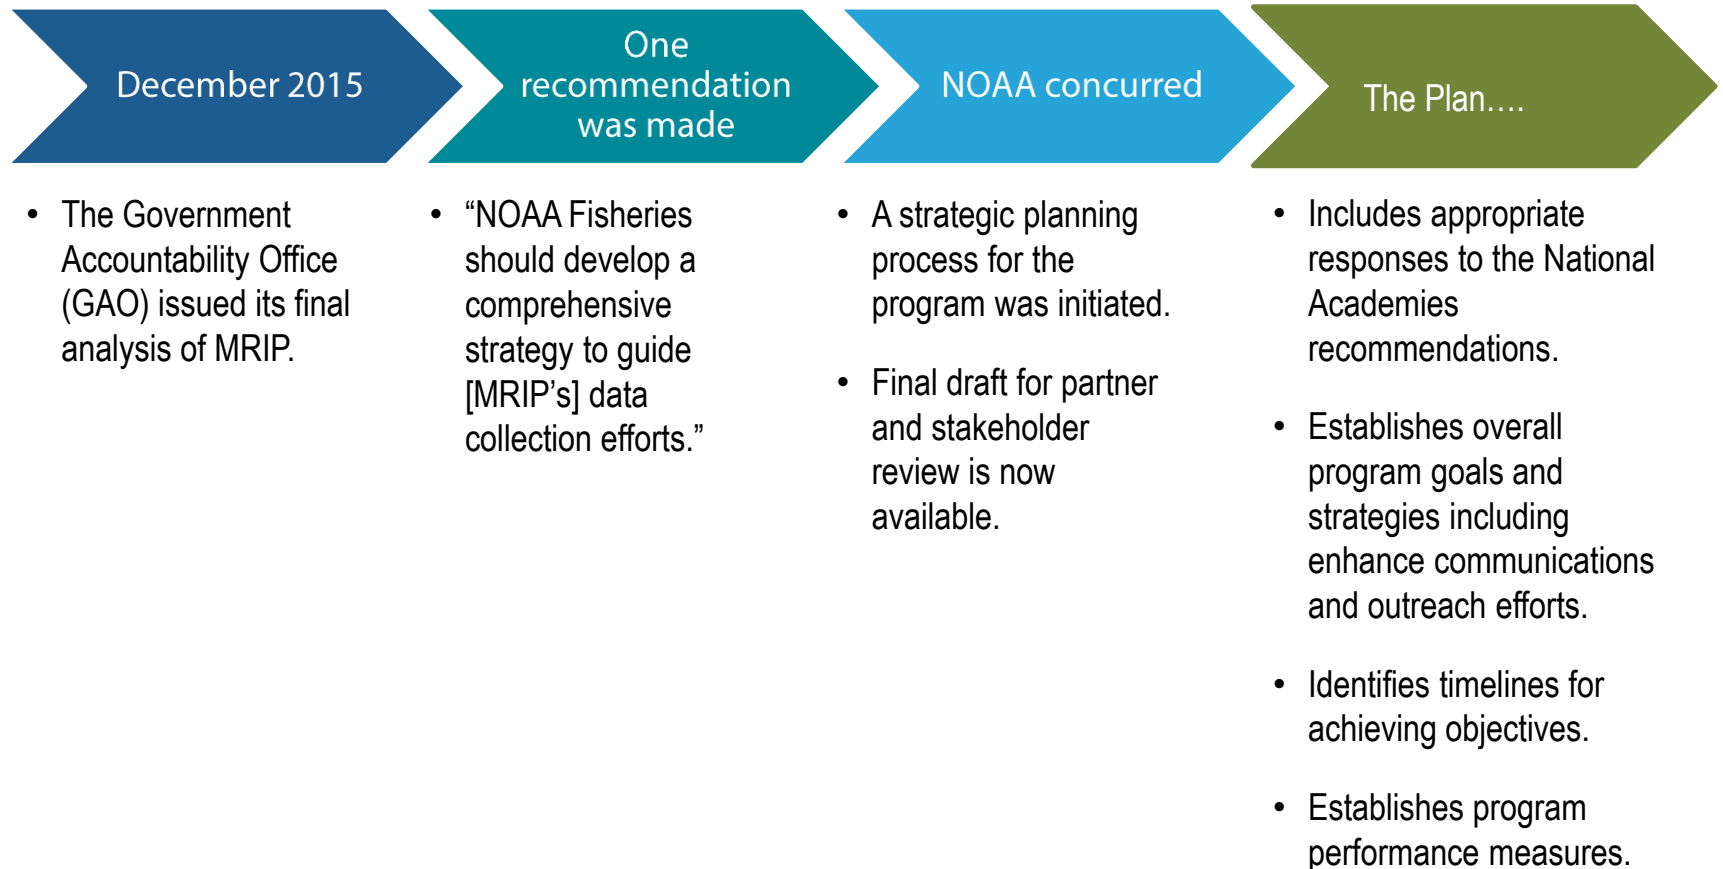 December 2015
One
recommendation
was made
NOAA concurred
The Plan....
• The Government
Accountability Office
(GAO) issued its final
analysis of MRIP.
• “NOAA Fisheries
should develop a
comprehensive
strategy to guide
[MRIP’s] data
collection efforts.”
• A strategic planning
process for the
program was initiated.
• Final draft for partner
and stakeholder
review is now
available.
• Includes appropriate
responses to the National
Academies
recommendations.
• Establishes overall
program goals and
strategies including
enhance communications
and outreach efforts.
• Identifies timelines for
achieving objectives.
• Establishes program
performance measures.